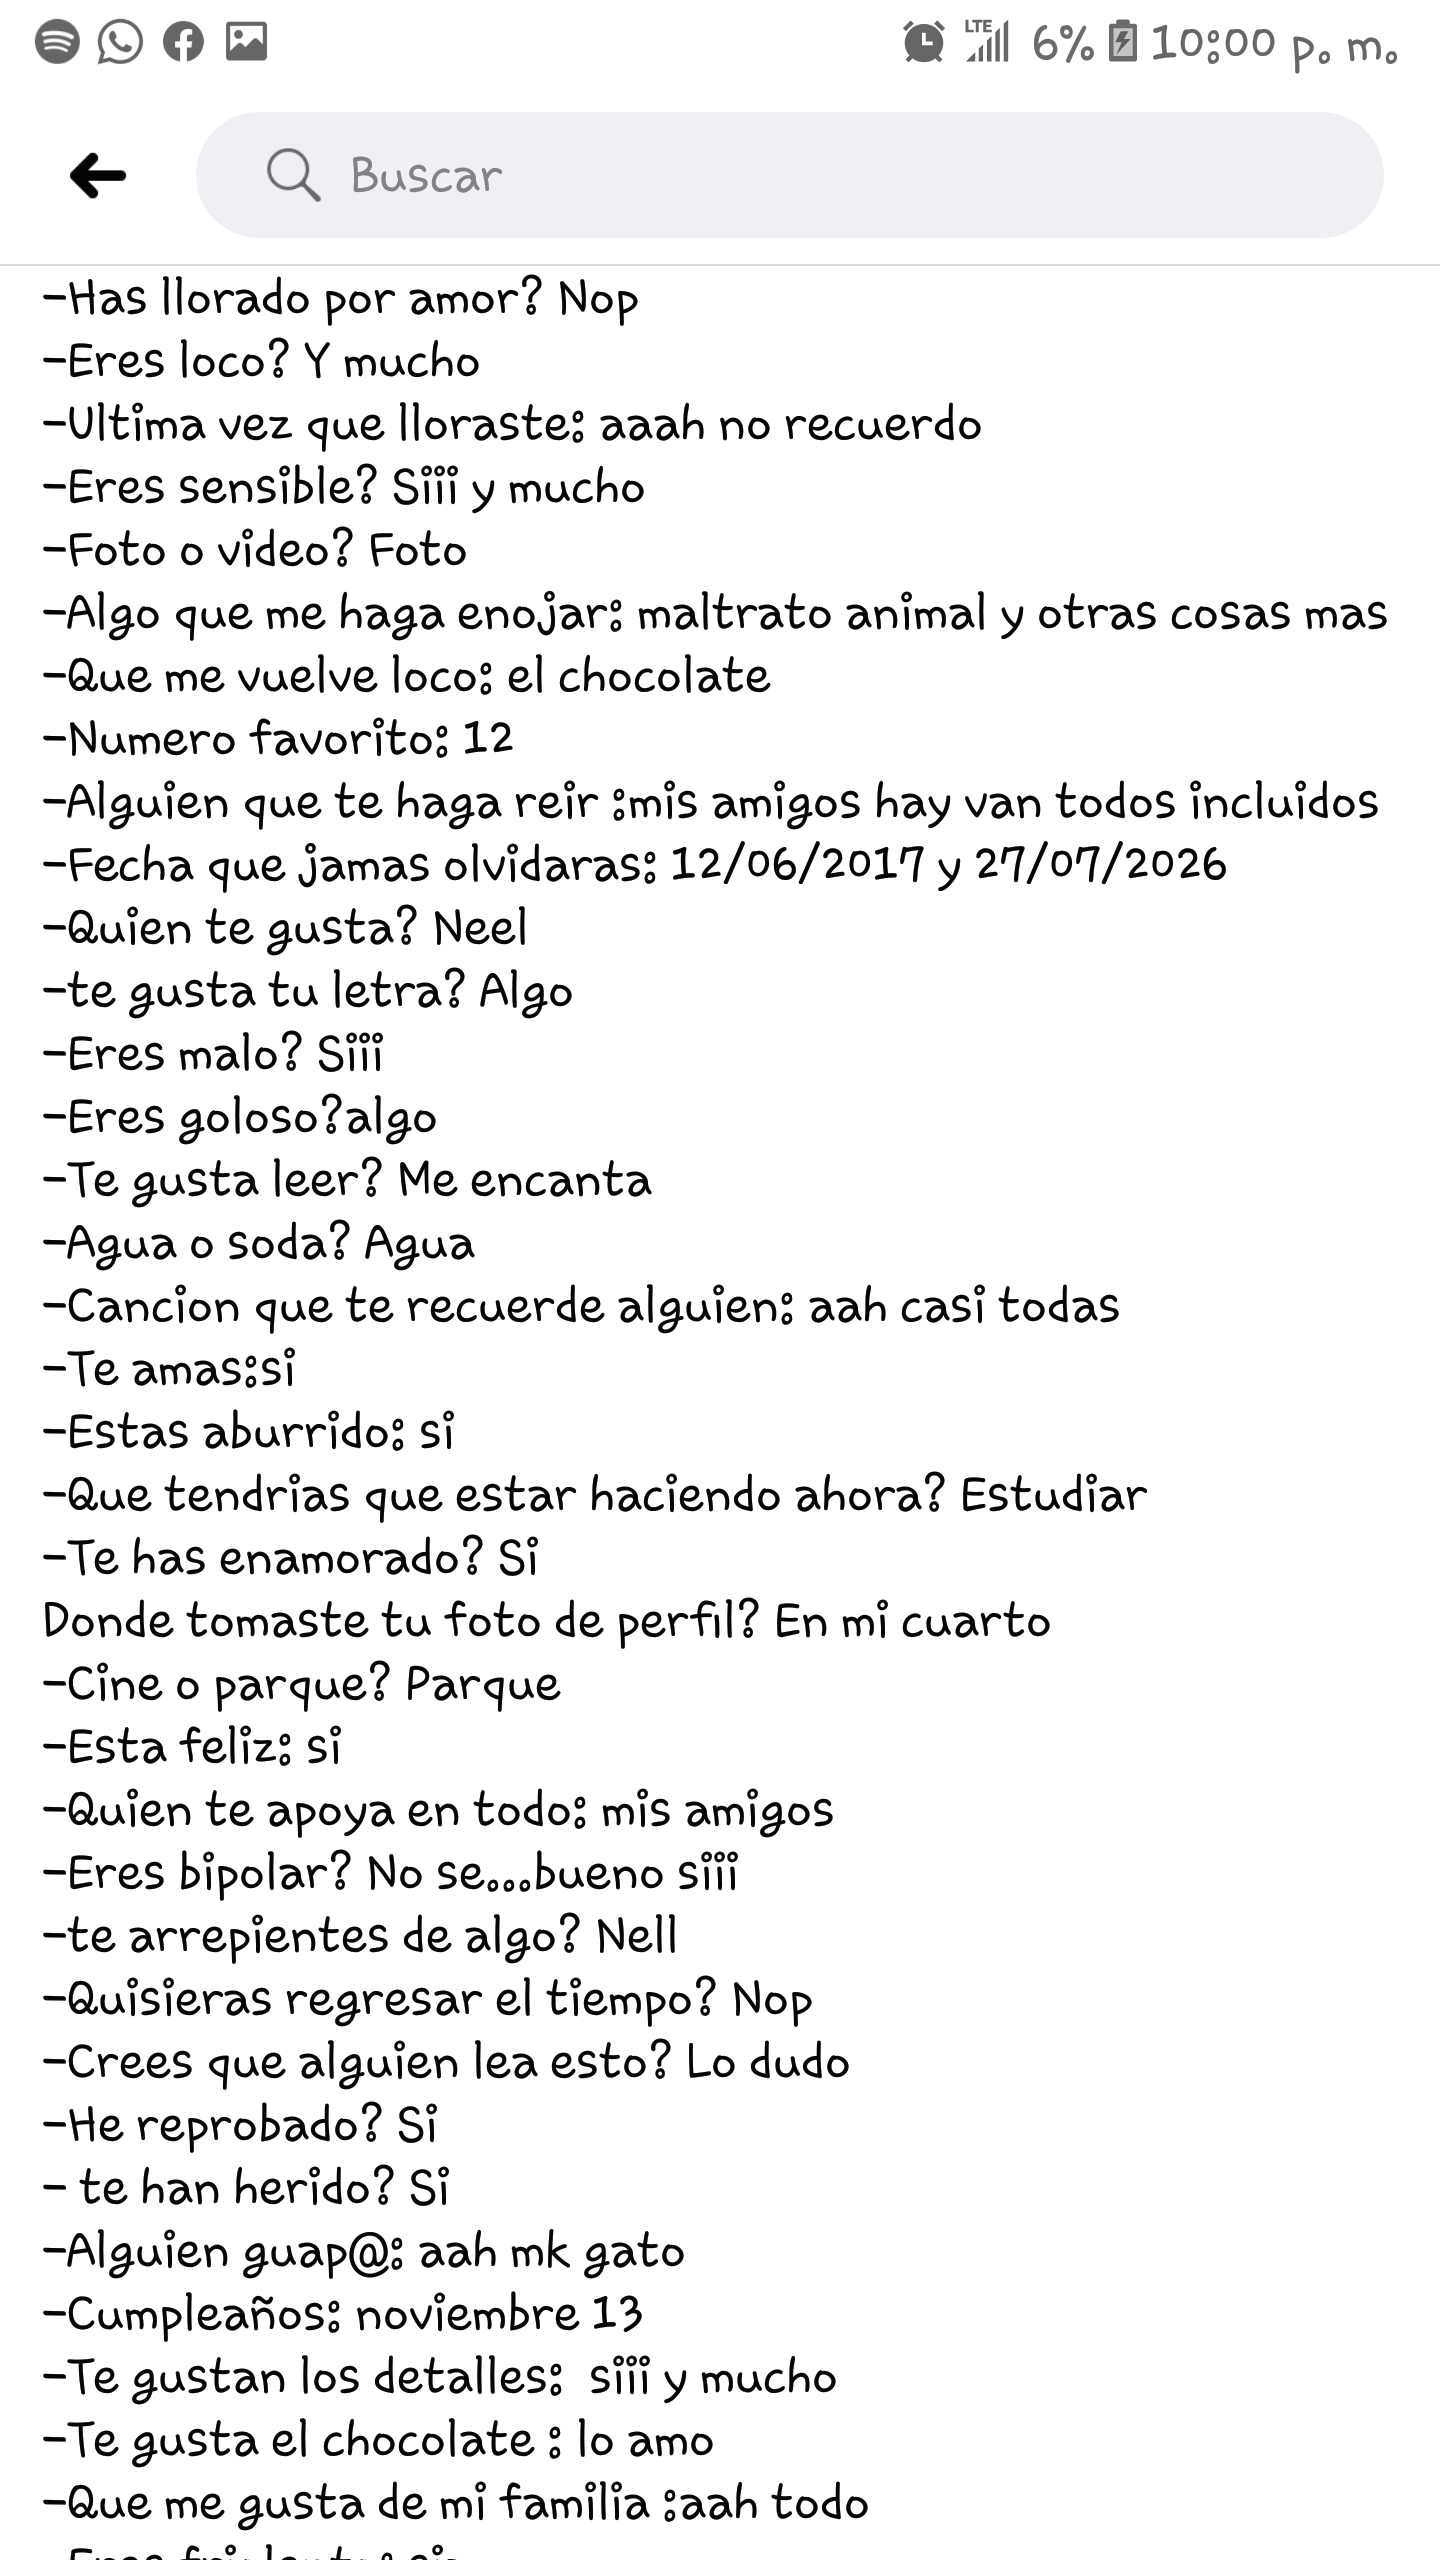 LTE 6% 10:00 p. m.
Buscar
-Has llorado por amor? Nop
-Eres loco? Y mucho
-Ultima vez que lloraste: aaah no recuerdo
-Eres sensible? Siii y mucho
-Foto o video? Foto
-Algo que me haga enojar: maltrato animal y otras cosas mas
-Que me vuelve loco: el chocolate
-Numero favorito: 12
-Alguien que te haga reir :mis amigos hay van todos incluidos
-Fecha que jamas olvidaras: 12/06/2017 y 27/07/2026
-Quien te gusta? Neel
-te gusta tu letra? Algo
-Eres malo? Siii
-Eres goloso?algo
-Te gusta leer? Me encanta
-Agua o soda? Agua
-Cancion que te recuerde alguien: aah casi todas
-Te amas:si
-Estas aburrido: si
-Que tendrias que estar haciendo ahora? Estudiar
-Te has enamorado? Si
Donde tomaste tu foto de perfil? En mi cuarto
-Cine o parque? Parque
-Esta feliz: si
-Quien te apoya en todo: mis amigos
-Eres bipolar? No se...bueno siii
-te arrepientes de algo? Nell
-Quisieras regresar el tiempo? Nop
-Crees que alguien lea esto? Lo dudo
-He reprobado? Si
- te han herido? Si
-Alguien guap@: aah mk gato
-Cumpleaños: noviembre 13
-Te gustan los detalles:  siii y mucho
-Te gusta el chocolate : lo amo
-Que me gusta de mi familia :aah todo